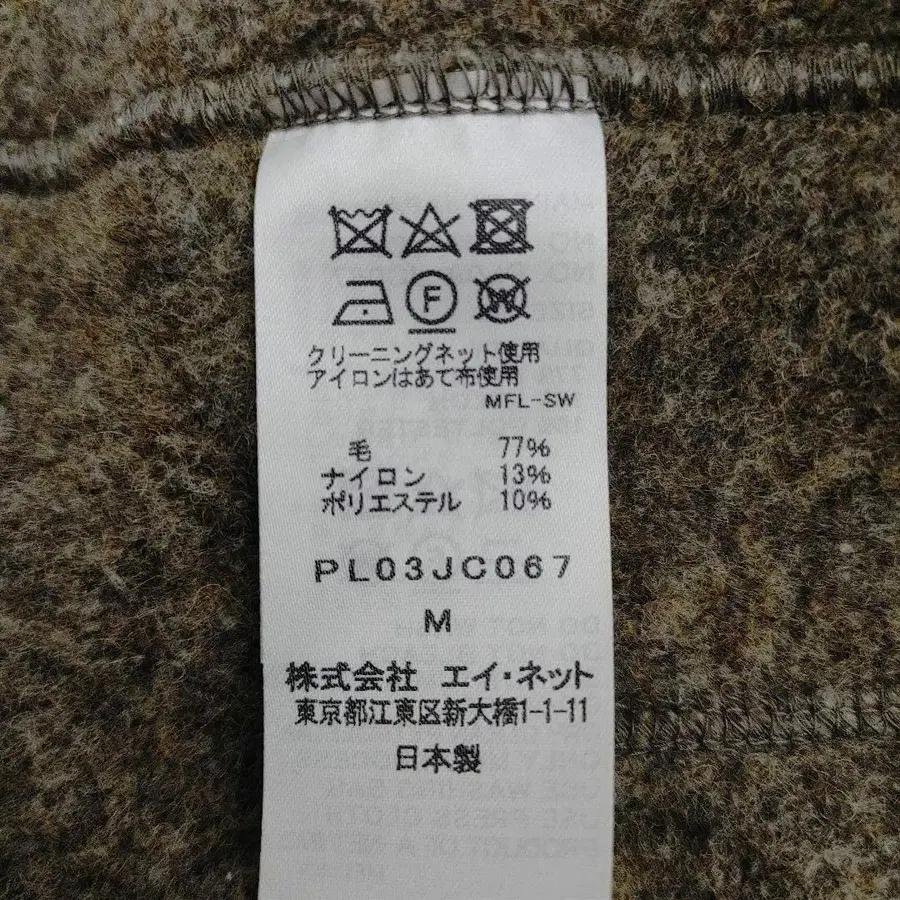 F
W
クリーニングネット使用
アイロンはあて布使用
MFL-SW
毛 77%
ナイロン 13%
ポリエステル 10%
PL03JC067
M
株式会社 エイ・ネット
東京都江東区新大橋1-1-11
日本製